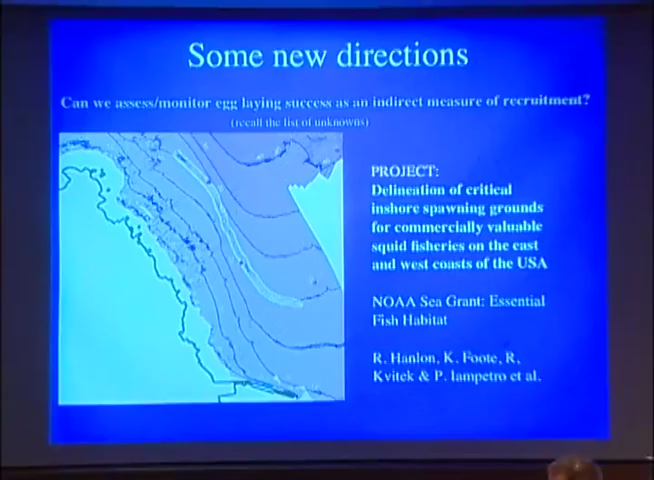 Some new directions
Can we assess/monitor egg laying success as an indirect measure of recruitment?
(recall the list of unknowns)
PROJECT:
Delineation of critical
inshore spawning grounds
for commercially valuable
squid fisheries on the east
and west coasts of the USA
NOAA Sea Grant: Essential
Fish Habitat
R. Hanlon, K. Foote, R,
Kvitek & P. Iampetro et al.